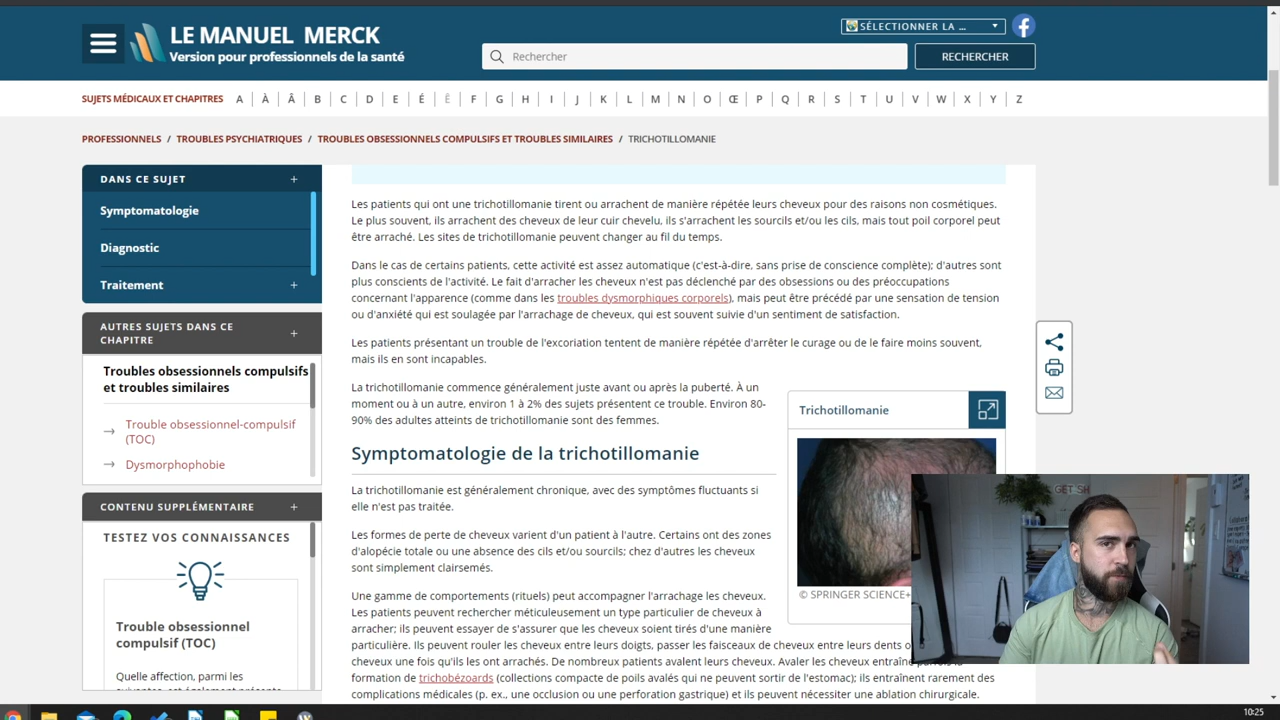 LE MANUEL MERCK
Version pour professionnels de la santé
SÉLECTIONNER LA ...
Rechercher
RECHERCHER
SUJETS MÉDICAUX ET CHAPITRES A À Â B C D E É Ê F G H I J K L M N O Œ P Q R S T U V W X Y Z
PROFESSIONNELS / TROUBLES PSYCHIATRIQUES / TROUBLES OBSESSIONNELS COMPULSIFS ET TROUBLES SIMILAIRES / TRICHOTILLOMANIE
DANS CE SUJET +
Symptomatologie
Diagnostic
Traitement +
AUTRES SUJETS DANS CE
CHAPITRE +
Troubles obsessionnels compulsifs
et troubles similaires
Trouble obsessionnel-compulsif
(TOC)
Dysmorphophobie
CONTENU SUPPLÉMENTAIRE +
TESTEZ VOS CONNAISSANCES
Trouble obsessionnel
compulsif (TOC)
Quelle affection, parmi les
suivantes, est également présente
Les patients qui ont une trichotillomanie tirent ou arrachent de manière répétée leurs cheveux pour des raisons non cosmétiques.
Le plus souvent, ils arrachent des cheveux de leur cuir chevelu, ils s'arrachent les sourcils et/ou les cils, mais tout poil corporel peut
être arraché. Les sites de trichotillomanie peuvent changer au fil du temps.
Dans le cas de certains patients, cette activité est assez automatique (c'est-à-dire, sans prise de conscience complète); d'autres sont
plus conscients de l'activité. Le fait d'arracher les cheveux n'est pas déclenché par des obsessions ou des préoccupations
concernant l'apparence (comme dans les troubles dysmorphiques corporels), mais peut être précédé par une sensation de tension
ou d'anxiété qui est soulagée par l'arrachage de cheveux, qui est souvent suivie d'un sentiment de satisfaction.
Les patients présentant un trouble de l'excoriation tentent de manière répétée d'arrêter le curage ou de le faire moins souvent,
mais ils en sont incapables.
La trichotillomanie commence généralement juste avant ou après la puberté. À un
moment ou à un autre, environ 1 à 2% des sujets présentent ce trouble. Environ 80-
90% des adultes atteints de trichotillomanie sont des femmes.
Symptomatologie de la trichotillomanie
La trichotillomanie est généralement chronique, avec des symptômes fluctuants si
elle n'est pas traitée.
Les formes de perte de cheveux varient d'un patient à l'autre. Certains ont des zones
d'alopécie totale ou une absence des cils et/ou sourcils; chez d'autres les cheveux
sont simplement clairsemés.
Une gamme de comportements (rituels) peut accompagner l'arrachage les cheveux.
Les patients peuvent rechercher méticuleusement un type particulier de cheveux à
arracher; ils peuvent essayer de s'assurer que les cheveux soient tirés d'une manière
particulière. Ils peuvent rouler les cheveux entre leurs doigts, passer les faisceaux de cheveux entre leurs dents
cheveux une fois qu'ils les ont arrachés. De nombreux patients avalent leurs cheveux. Avaler les cheveux entraîne parfois la
formation de trichobézoards (collections compacte de poils avalés qui ne peuvent sortir de l'estomac); ils entraînent rarement des
complications médicales (p. ex., une occlusion ou une perforation gastrique) et ils peuvent nécessiter une ablation chirurgicale.
Trichotillomanie
© SPRINGER SCIENCE+
GET SH
10:25